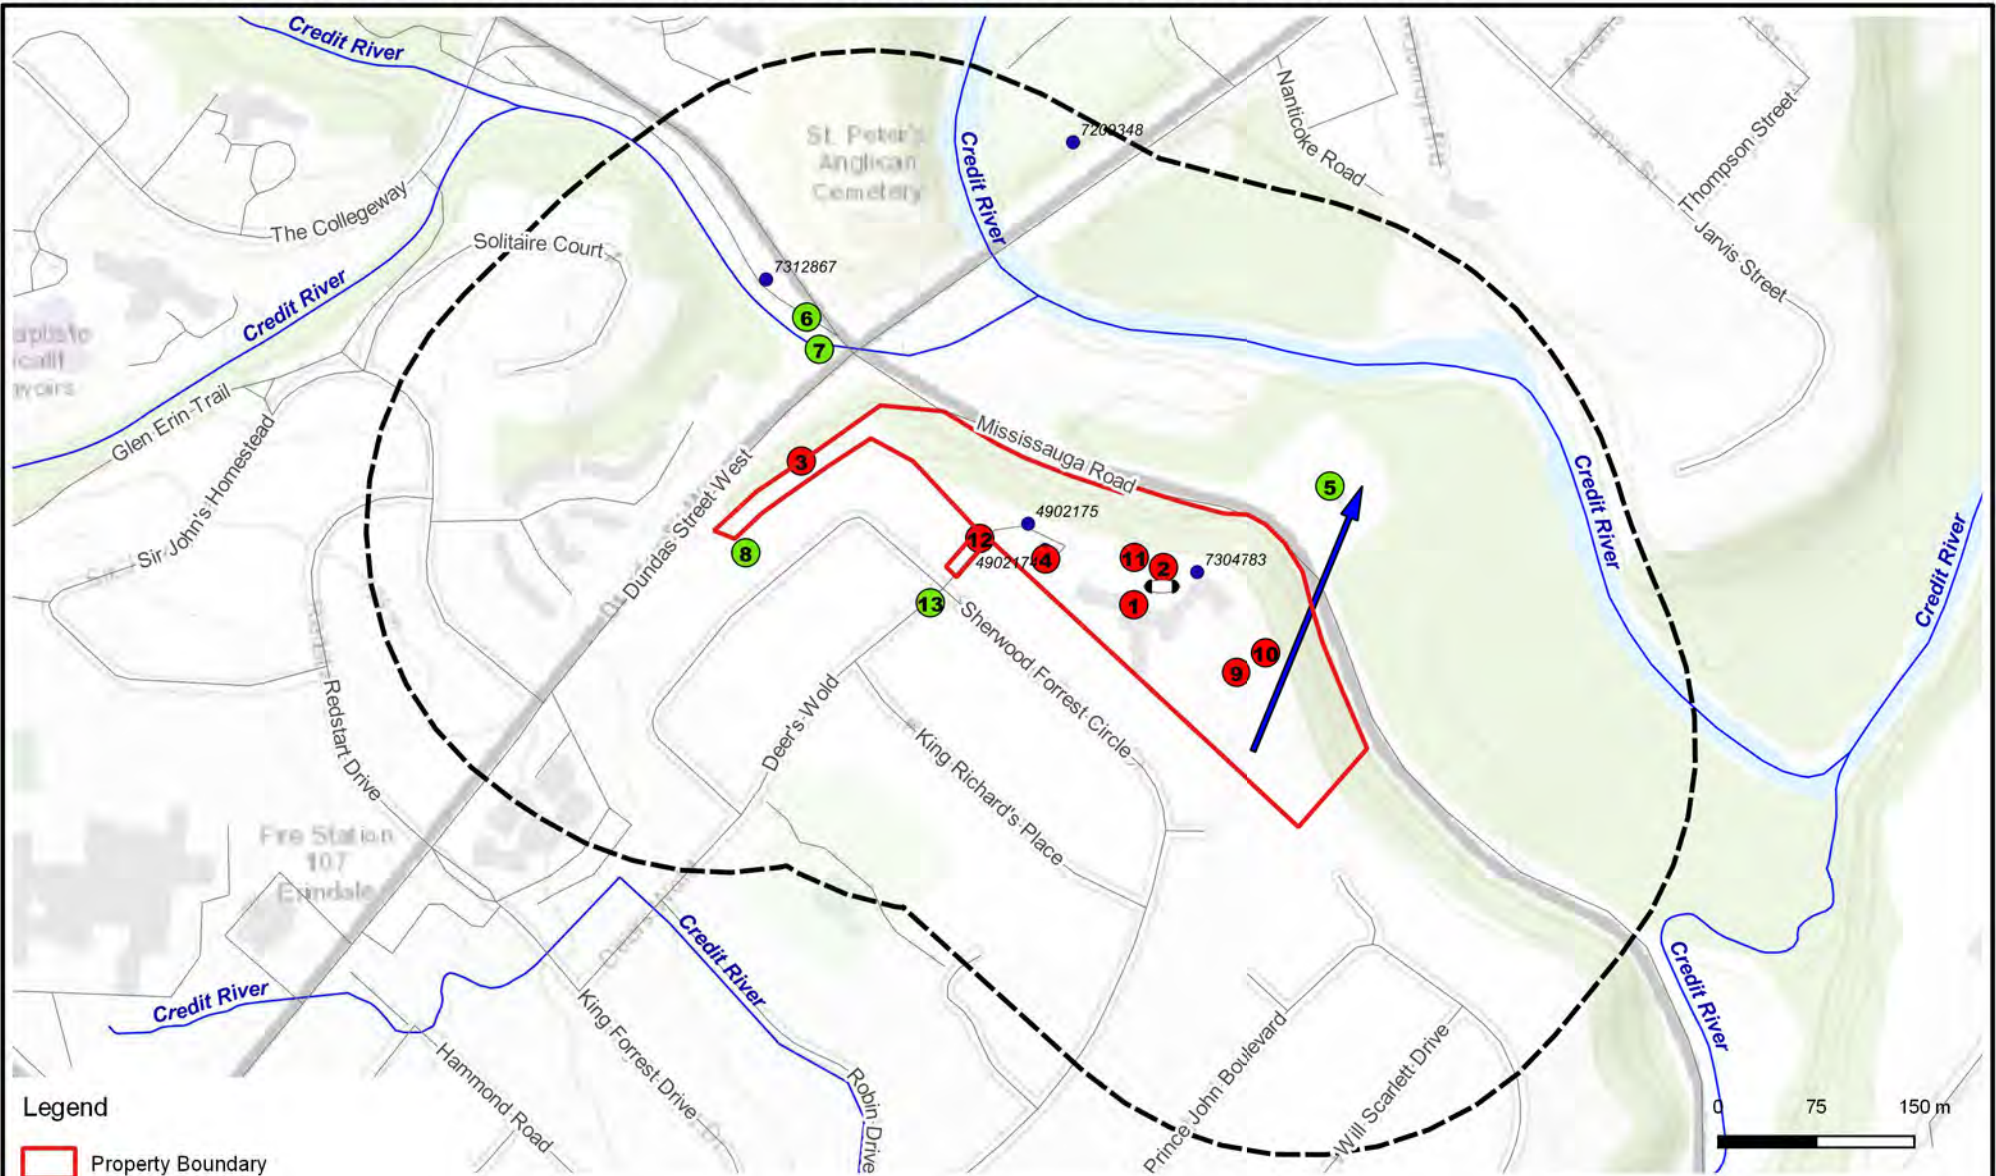 Credit River
Nanticoke Road
Thompson Street
St. Peter's
Anglican
Cemetery
7209348
Credit River
The Collegeway
Solitaire Court
Jarvis Street
7312867
6
Credit River
7
Glen Erin Trail
Sir John's Homestead
Mississauga Road
3
Dundas Street West
5
Credit River
4902175
12
8
4902174
4
11
2
7304783
Credit River
13
1
Sherwood Forrest Circle
10
9
Redstart Drive
Deer's Wold
King Richard's Place
Fire Station
107
Erindale
Credit River
Credit River
Credit River
King Forrest Drive
Hammond Road
Robin Drive
Prince John Boulevard
Will Scarlett Drive
Legend
0 75 150 m
Property Boundary